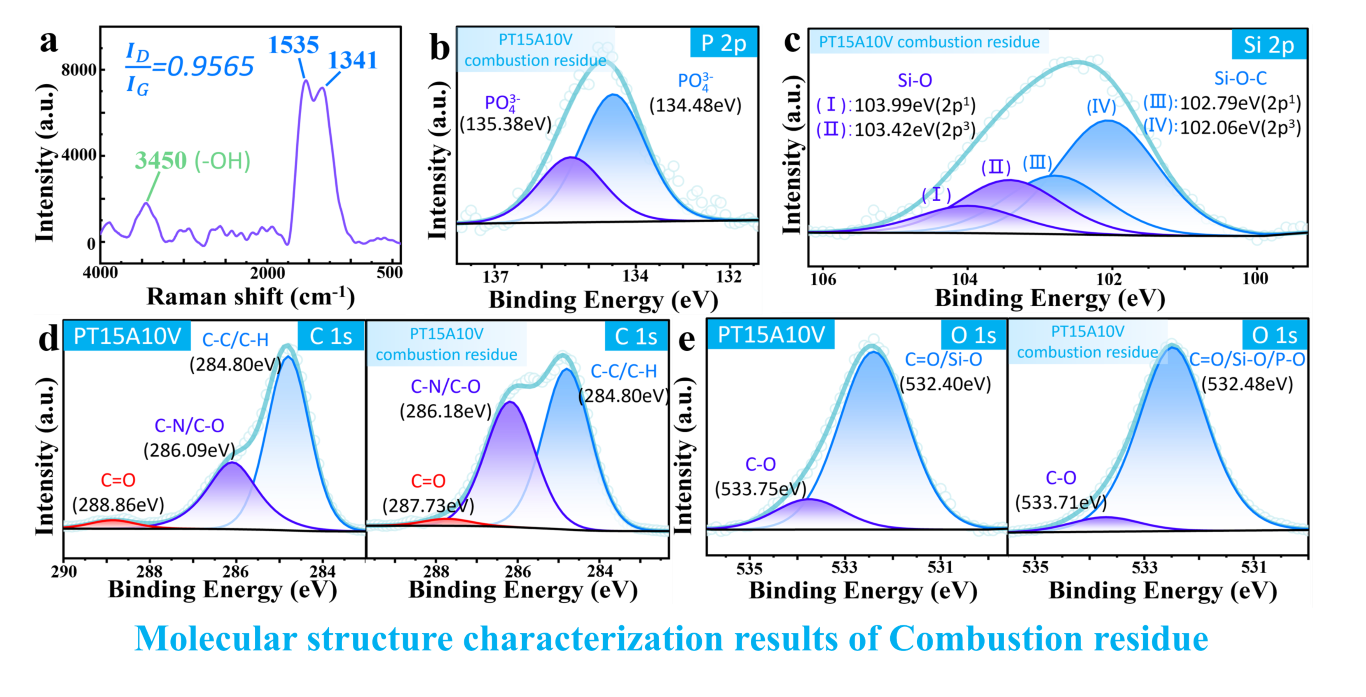 a
I_D/I_G=0.9565
1535
1341
3450 (-OH)
8000
4000
0
Intensity (a.u.)
4000
2000
500
Raman shift (cm⁻¹)
b
PT15A10V
combustion residue
P 2p
PO₄³⁻
(135.38eV)
PO₄³⁻
(134.48eV)
Intensity (a.u.)
137
134
132
Binding Energy (eV)
c
PT15A10V combustion residue
Si 2p
Si-O
(Ⅰ):103.99eV(2p¹)
(Ⅱ):103.42eV(2p³)
Si-O-C
(Ⅲ):102.79eV(2p¹)
(Ⅳ):102.06eV(2p³)
(Ⅰ)
(Ⅱ)
(Ⅲ)
(Ⅳ)
Intensity (a.u.)
106
104
102
100
Binding Energy (eV)
d
PT15A10V
C 1s
C-C/C-H
(284.80eV)
C-N/C-O
(286.09eV)
C=O
(288.86eV)
Intensity (a.u.)
290
288
286
284
Binding Energy (eV)
PT15A10V
combustion residue
C 1s
C-N/C-O
(286.18eV)
C-C/C-H
(284.80eV)
C=O
(287.73eV)
288
286
284
Binding Energy (eV)
e
PT15A10V
O 1s
C=O/Si-O
(532.40eV)
C-O
(533.75eV)
Intensity (a.u.)
535
533
531
Binding Energy (eV)
PT15A10V
combustion residue
O 1s
C=O/Si-O/P-O
(532.48eV)
C-O
(533.71eV)
535
533
531
Binding Energy (eV)
Molecular structure characterization results of Combustion residue